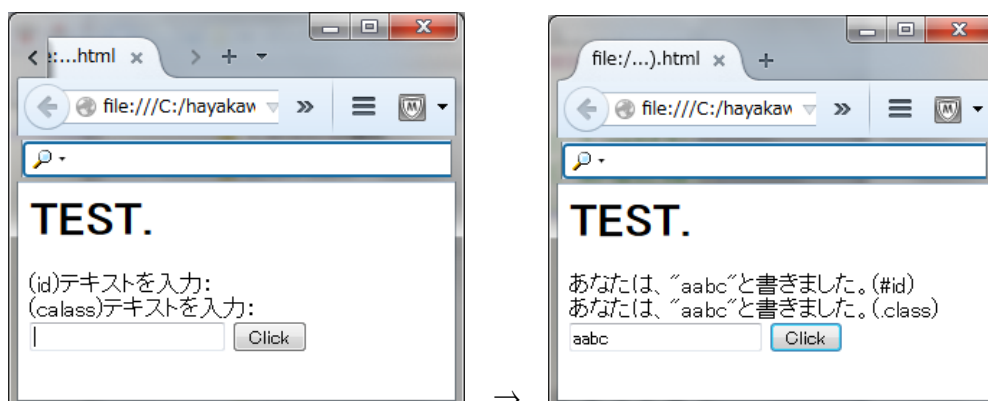 :...html x > + ▾
file:///C:/hayakaw
TEST.
(id)テキストを入力:
(calass)テキストを入力:
Click
→
file:/...).html x +
file:///C:/hayakav
TEST.
あなたは、″aabc″と書きました。(#id)
あなたは、″aabc″と書きました。(.class)
aabc Click